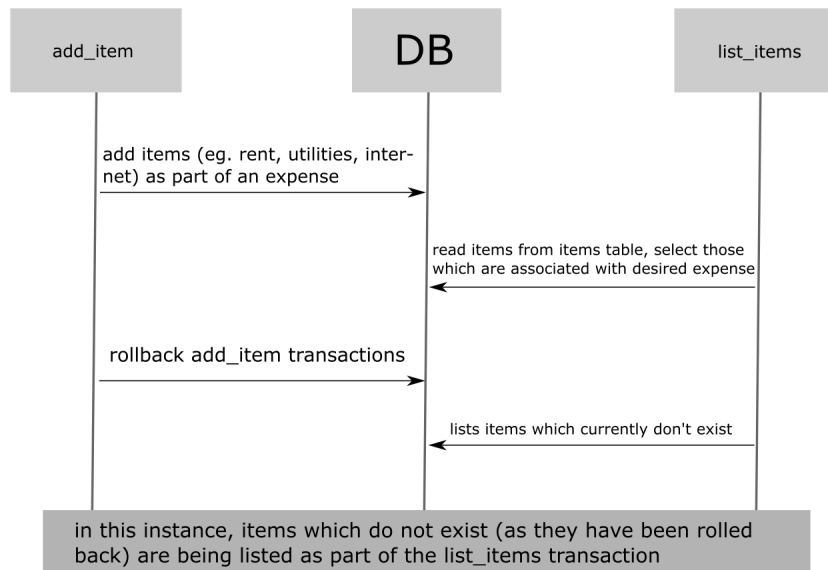 add_item
DB
list_items
add items (eg. rent, utilities, inter-
net) as part of an expense
read items from items table, select those
which are associated with desired expense
rollback add_item transactions
lists items which currently don't exist
in this instance, items which do not exist (as they have been rolled
back) are being listed as part of the list_items transaction